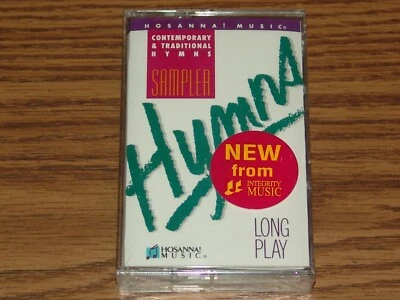 HOSANNA! MUSIC®
CONTEMPORARY
& TRADITIONAL
HYMNS
SAMPLER
Hymns
NEW
from
INTEGRITY
MUSIC
LONG
PLAY
HOSANNA!
MUSIC®